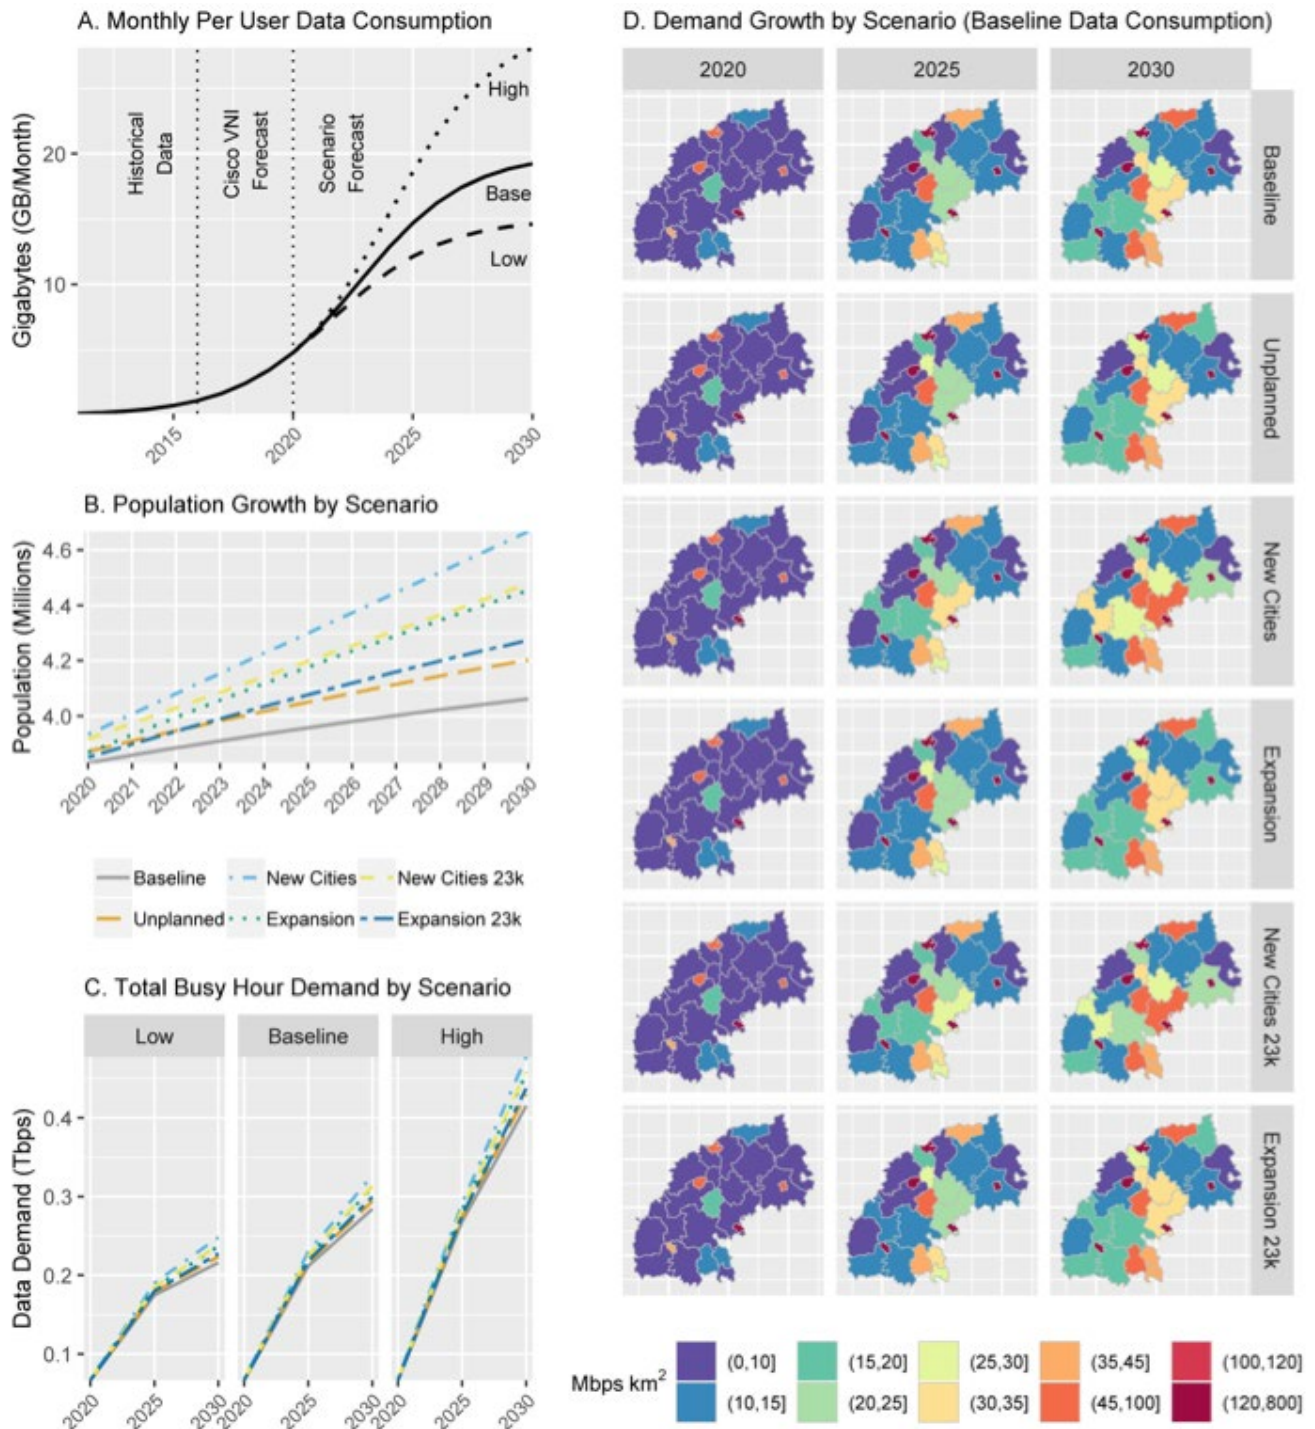 A. Monthly Per User Data Consumption
Gigabytes (GB/Month)
20
10
Historical
Data
Cisco VNI
Forecast
Scenario
Forecast
High
Base
Low
2015
2020
2025
2030
B. Population Growth by Scenario
Population (Millions)
4.6
4.4
4.2
4.0
2020
2021
2022
2023
2024
2025
2026
2027
2028
2029
2030
Baseline
New Cities
New Cities 23k
Unplanned
Expansion
Expansion 23k
C. Total Busy Hour Demand by Scenario
Low
Baseline
High
Data Demand (Tbps)
0.4
0.3
0.2
0.1
2020
2025
2030
2020
2025
2030
2020
2025
2030
D. Demand Growth by Scenario (Baseline Data Consumption)
2020
2025
2030
Baseline
Unplanned
New Cities
Expansion
New Cities 23k
Expansion 23k
Mbps km²
(0,10]
(15,20]
(25,30]
(35,45]
(100,120]
(10,15]
(20,25]
(30,35]
(45,100]
(120,800]